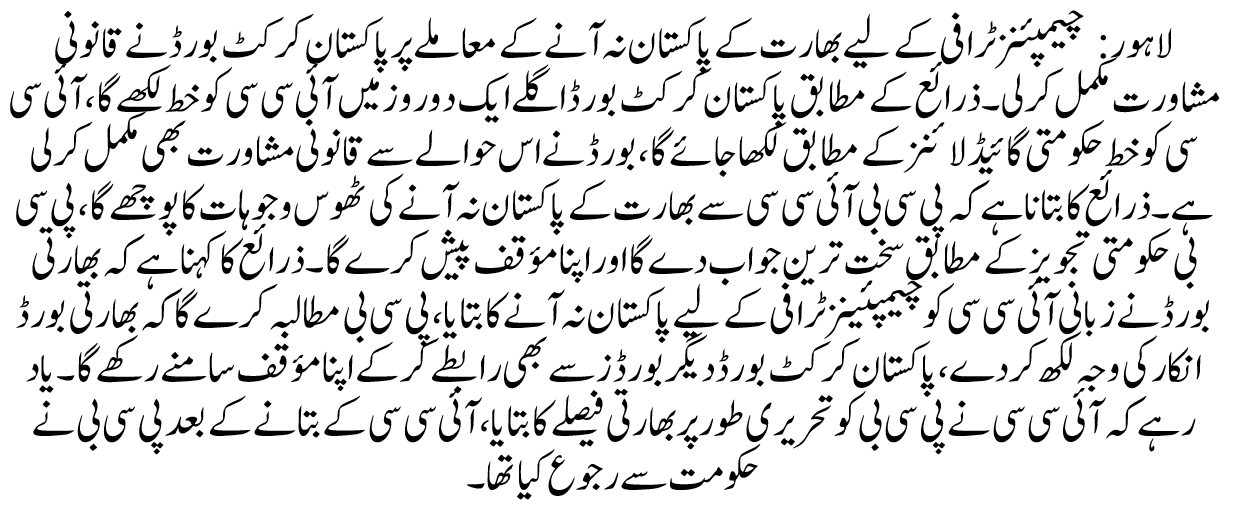 لاہور: چیمپئنز ٹرافی کے لیے بھارت کے پاکستان نہ آنے کے معاملے پر پاکستان کرکٹ بورڈ نے قانونی
مشاورت مکمل کرلی۔ ذرائع کے مطابق پاکستان کرکٹ بورڈ اگلے ایک دو روز میں آئی سی سی کو خط لکھے گا، آئی سی
سی کو خط حکومتی گائیڈ لائنز کے مطابق لکھا جائے گا، بورڈ نے اس حوالے سے قانونی مشاورت بھی مکمل کرلی
ہے۔ ذرائع کا بتانا ہے کہ پی سی بی آئی سی سی سے بھارت کے پاکستان نہ آنے کی ٹھوس وجوہات کا پوچھے گا، پی سی
بی حکومتی تجویز کے مطابق سخت ترین جواب دے گا اور اپنا مؤقف پیش کرے گا۔ ذرائع کا کہنا ہے کہ بھارتی
بورڈ نے زبانی آئی سی سی کو چیمپئینز ٹرافی کے لیے پاکستان نہ آنے کا بتایا، پی سی بی مطالبہ کرے گا کہ بھارتی بورڈ
انکار کی وجہ لکھ کر دے، پاکستان کرکٹ بورڈ دیگر بورڈز سے بھی رابطے کرکے اپنا مؤقف سامنے رکھے گا۔ یاد
رہے کہ آئی سی سی نے پی سی بی کو تحریری طور پر بھارتی فیصلے کا بتایا، آئی سی سی کے بتانے کے بعد پی سی بی نے
حکومت سے رجوع کیا تھا۔